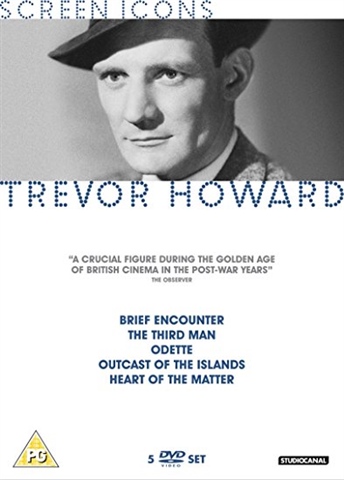 SCREEN ICONS
TREVOR HOWARD
"A CRUCIAL FIGURE DURING THE GOLDEN AGE
OF BRITISH CINEMA IN THE POST-WAR YEARS"
THE OBSERVER
BRIEF ENCOUNTER
THE THIRD MAN
ODETTE
OUTCAST OF THE ISLANDS
HEART OF THE MATTER
PG
5 DVD VIDEO SET
STUDIOCANAL